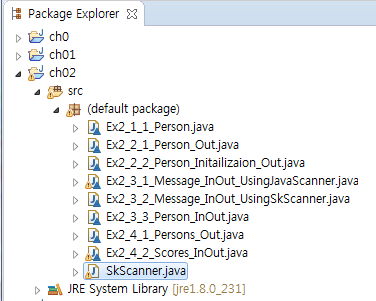 Package Explorer
ch0
ch01
ch02
src
(default package)
Ex2_1_1_Person.java
Ex2_2_1_Person_Out.java
Ex2_2_2_Person_Initailizaion_Out.java
Ex2_3_1_Message_InOut_UsingJavaScanner.java
Ex2_3_2_Message_InOut_UsingSkScanner.java
Ex2_3_3_Person_InOut.java
Ex2_4_1_Persons_Out.java
Ex2_4_2_Scores_InOut.java
SkScanner.java
JRE System Library [jre1.8.0_231]